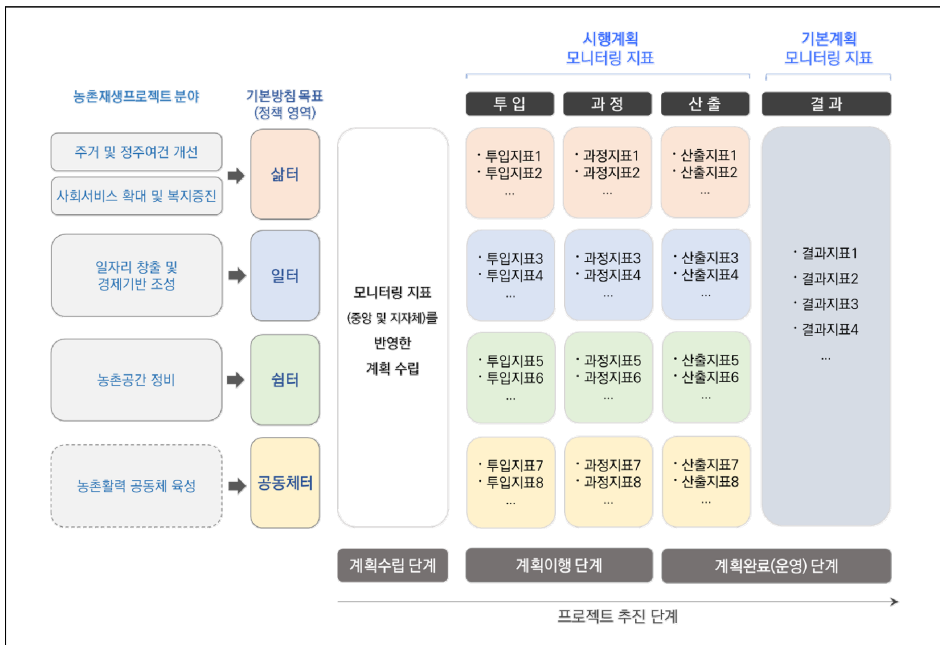 시행계획
모니터링 지표
기본계획
모니터링 지표
농촌재생프로젝트 분야
기본방침 목표
(정책 영역)
투 입
과 정
산 출
결 과
주거 및 정주여건 개선
사회서비스 확대 및 복지증진
삶터
· 투입지표1
· 투입지표2
...
· 과정지표1
· 과정지표2
...
· 산출지표1
· 산출지표2
...
일자리 창출 및
경제기반 조성
일터
· 투입지표3
· 투입지표4
...
· 과정지표3
· 과정지표4
...
· 산출지표3
· 산출지표4
...
모니터링 지표
(중앙 및 지자체)를
반영한
계획 수립
· 결과지표1
· 결과지표2
· 결과지표3
· 결과지표4
...
농촌공간 정비
쉼터
· 투입지표5
· 투입지표6
...
· 과정지표5
· 과정지표6
...
· 산출지표5
· 산출지표6
...
농촌활력 공동체 육성
공동체터
· 투입지표7
· 투입지표8
...
· 과정지표7
· 과정지표8
...
· 산출지표7
· 산출지표8
...
계획수립 단계
계획이행 단계
계획완료(운영) 단계
프로젝트 추진 단계